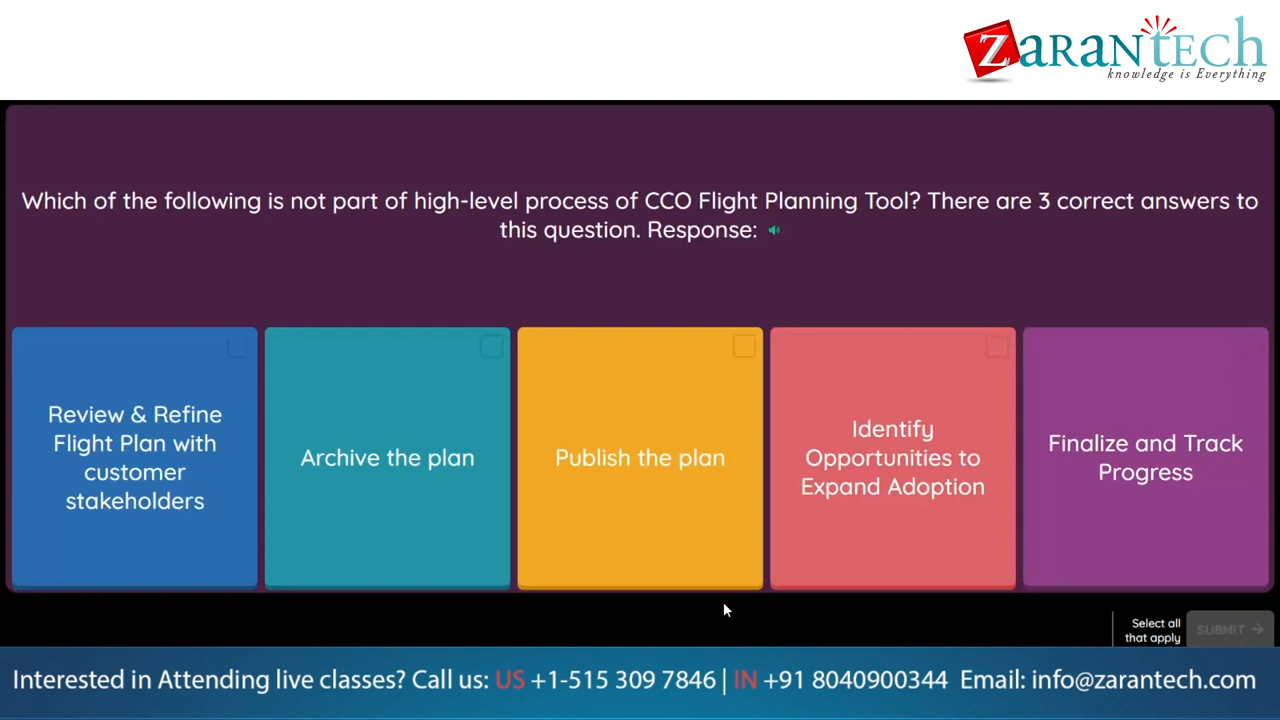 ZARANTECH
knowledge is Everything
Which of the following is not part of high-level process of CCO Flight Planning Tool? There are 3 correct answers to
this question. Response:
Review & Refine
Flight Plan with
customer
stakeholders
Archive the plan
Publish the plan
Identify
Opportunities to
Expand Adoption
Finalize and Track
Progress
Select all
that apply
SUBMIT
Interested in Attending live classes? Call us: US +1-515 309 7846 | IN +91 8040900344 Email: info@zarantech.com